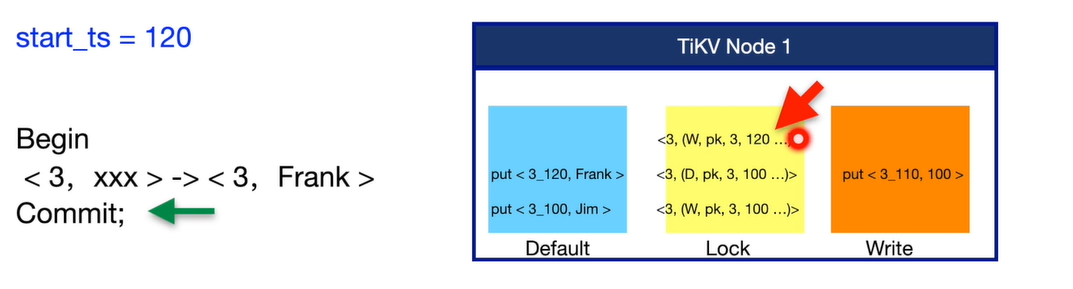 start_ts = 120
Begin
< 3, xxx > -> < 3, Frank >
Commit;
TiKV Node 1
put < 3_120, Frank >
put < 3_100, Jim >
Default
<3, (W, pk, 3, 120 ...
<3, (D, pk, 3, 100 ...)>
<3, (W, pk, 3, 100 ...)>
Lock
put < 3_110, 100 >
Write